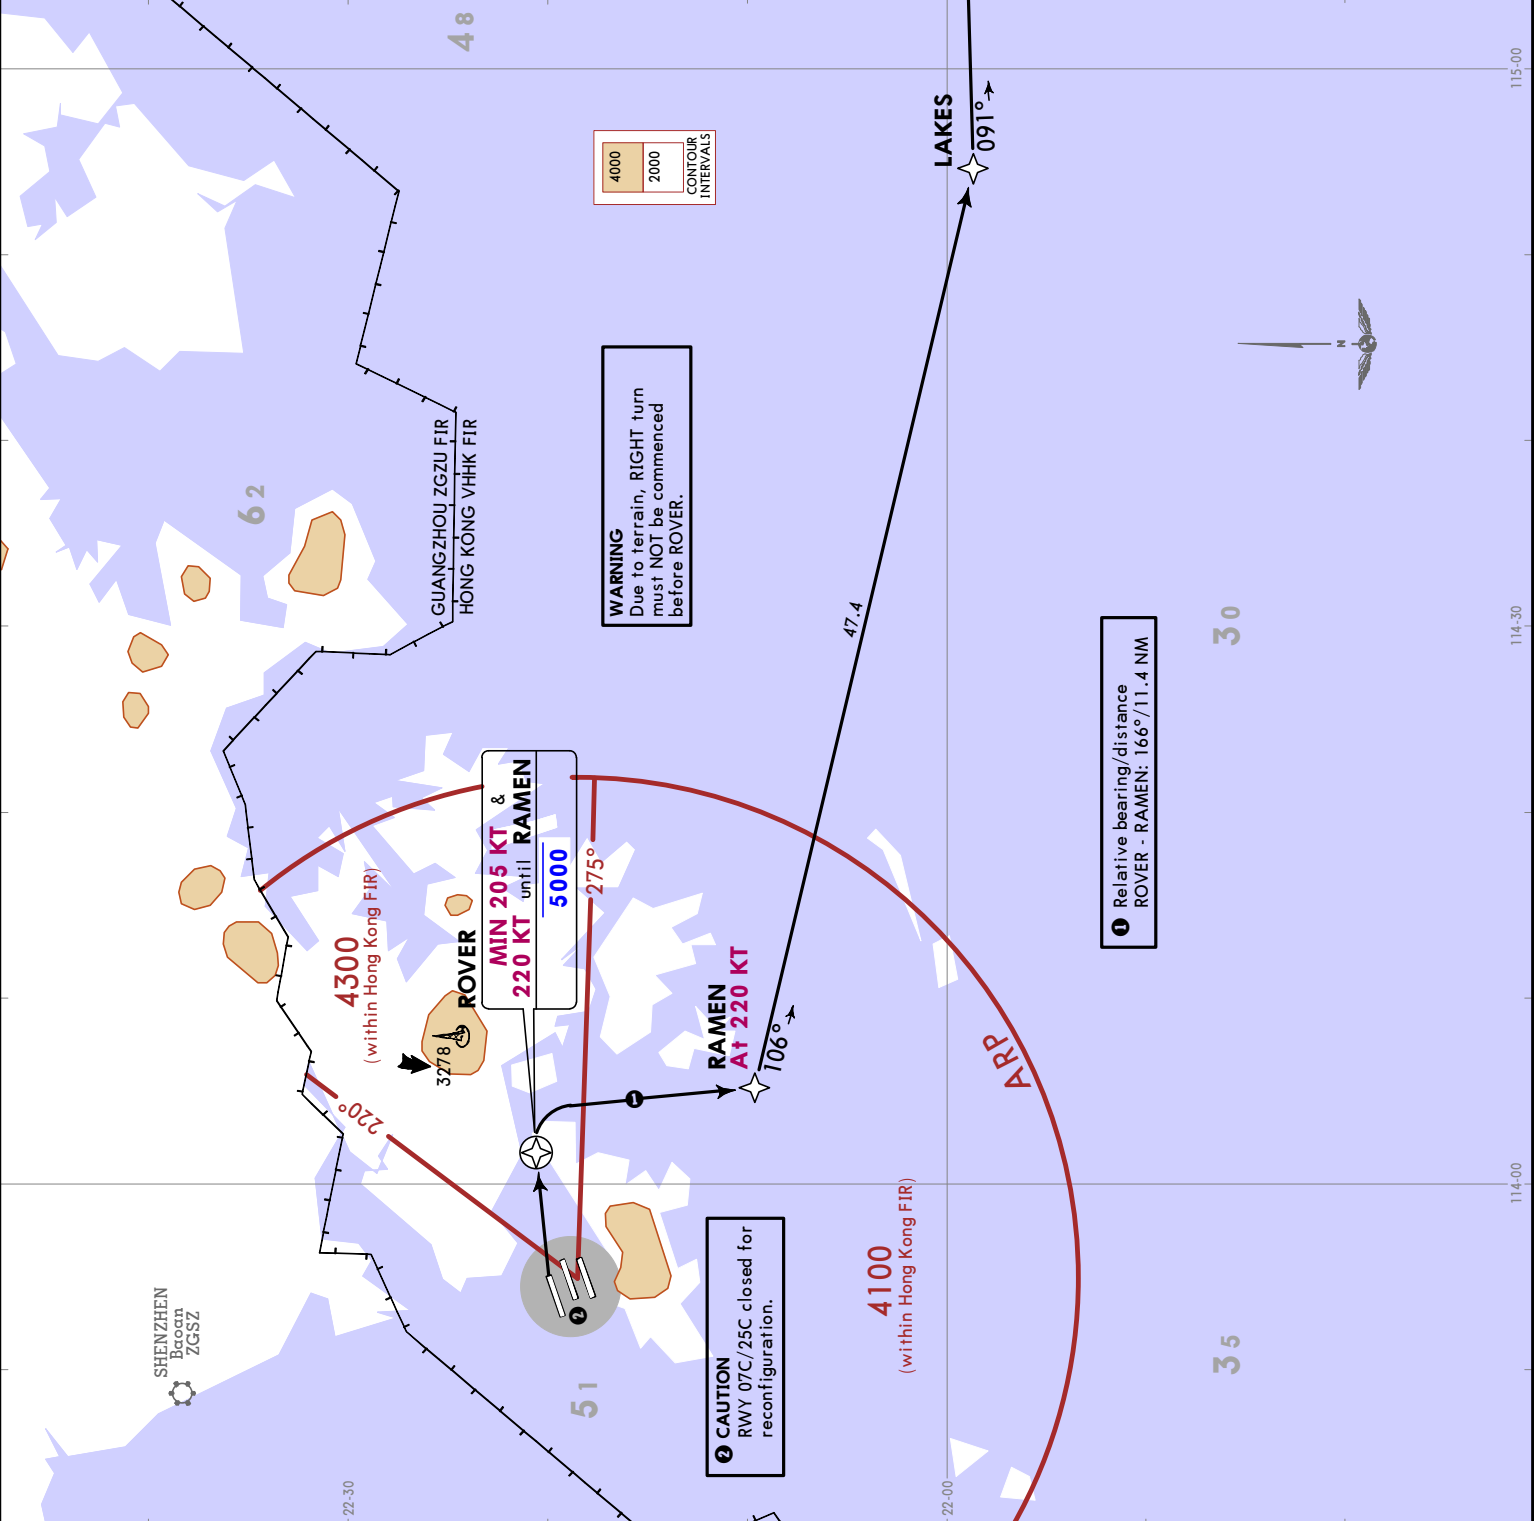 48
115-00
LAKES
091°
4000
2000
CONTOUR
INTERVALS
N
62
GUANGZHOU ZGZU FIR
HONG KONG VHHK FIR
WARNING
Due to terrain, RIGHT turn
must NOT be commenced
before ROVER.
47.4
30
114-30
❶ Relative bearing/distance
ROVER - RAMEN: 166°/11.4 NM
4300
(within Hong Kong FIR)
ROVER
MIN 205 KT &
220 KT until RAMEN
5000
275°
3278
220°
RAMEN
At 220 KT
106°
ARP
❶
❷
114-00
SHENZHEN
Baoan
ZGSZ
51
❷ CAUTION
RWY 07C/25C closed for
reconfiguration.
4100
(within Hong Kong FIR)
35
22-30
22-00